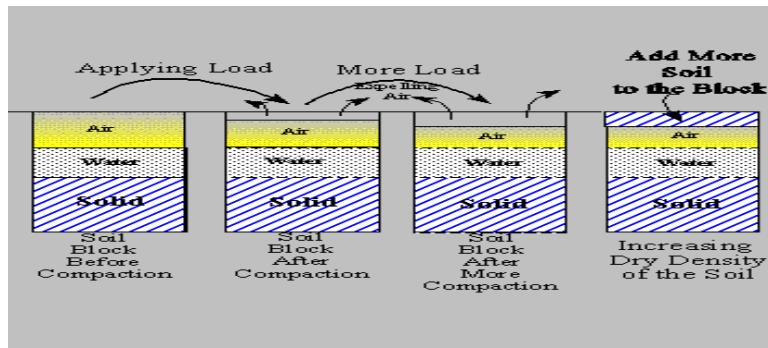 Applying Load
More Load
Expelling
Air
Add More
Soil
to the Block
Air
Water
Solid
Soil
Block
Before
Compaction
Air
Water
Solid
Soil
Block
After
Compaction
Air
Water
Solid
Soil
Block
After
More
Compaction
Air
Water
Solid
Increasing
Dry Density
of the Soil